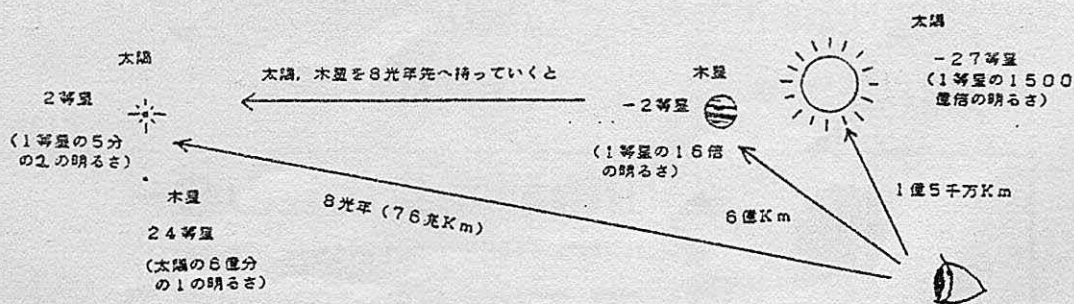 太陽
2等星
(1等星の5分
の2の明るさ)
木星
24等星
(太陽の6億分
の1の明るさ)
太陽,木星を8光年先へ持っていくと
8光年(76兆Km)
木星
-2等星
(1等星の16倍
の明るさ)
6億Km
太陽
-27等星
(1等星の1500
億倍の明るさ)
1億5千万Km